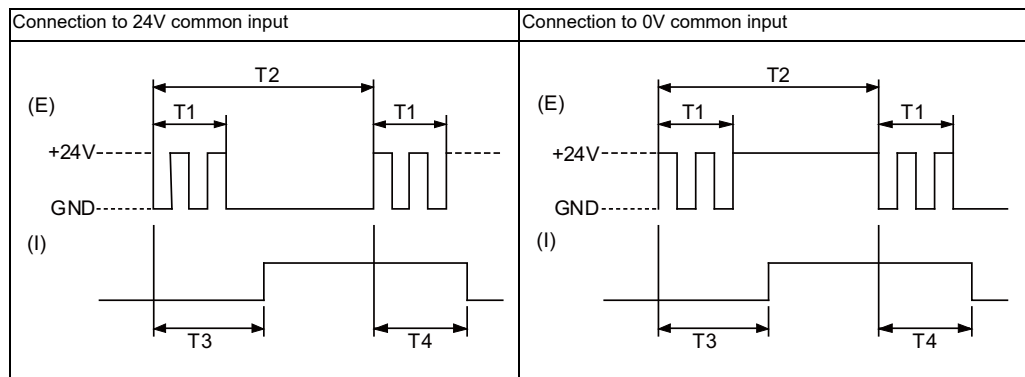 Connection to 24V common input
Connection to 0V common input
T2
(E)
T1
T1
+24V
GND
(I)
T3
T4
T2
(E)
T1
T1
+24V
GND
(I)
T3
T4